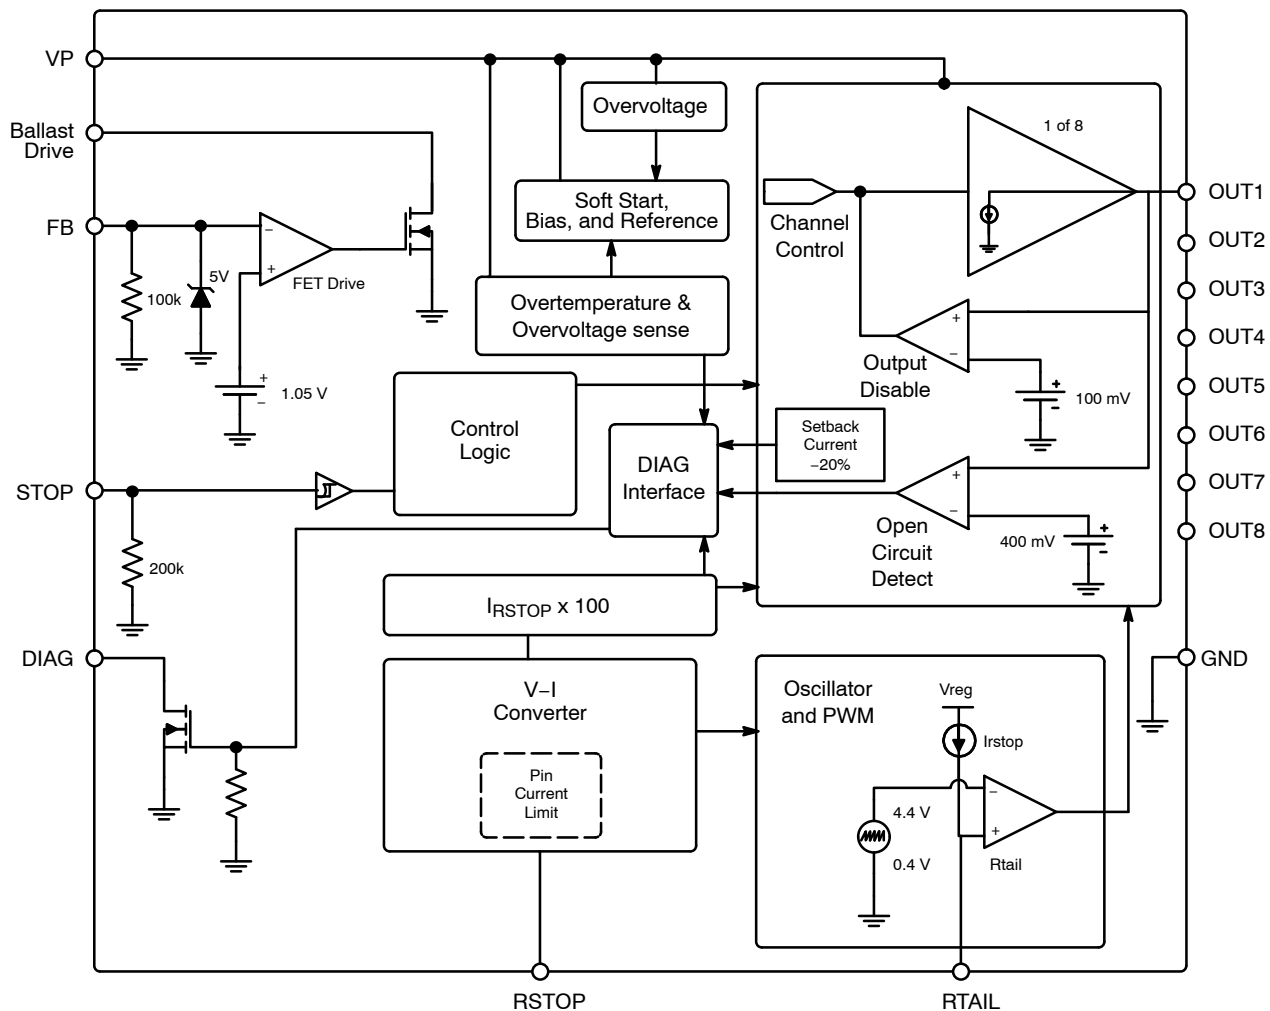 VP
Overvoltage
1 of 8
Ballast
Drive
OUT1
Soft Start,
Bias, and Reference
Channel
Control
FB
−
+
FET Drive
OUT2
5V
100k
Overtemperature &
Overvoltage sense
OUT3
+
−
OUT4
Output
Disable
+
−
1.05 V
+
−
100 mV
OUT5
Control
Logic
Setback
Current
−20%
OUT6
DIAG
Interface
STOP
+
−
OUT7
Open
Circuit
Detect
+
−
400 mV
OUT8
200k
IRSTOP x 100
DIAG
GND
V−I
Converter
Oscillator
and PWM
Vreg
Irstop
Pin
Current
Limit
4.4 V
−
+
0.4 V
Rtail
RSTOP
RTAIL